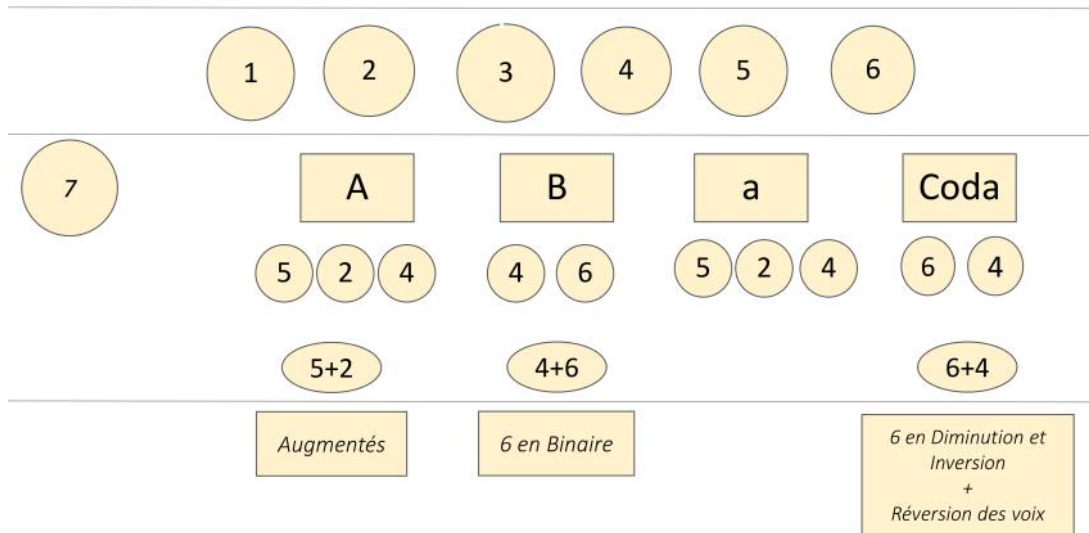 1 2 3 4 5 6
7 A B a Coda
5 2 4 4 6 5 2 4 6 4
5+2 4+6 6+4
Augmentés
6 en Binaire
6 en Diminution et
Inversion
+
Réversion des voix